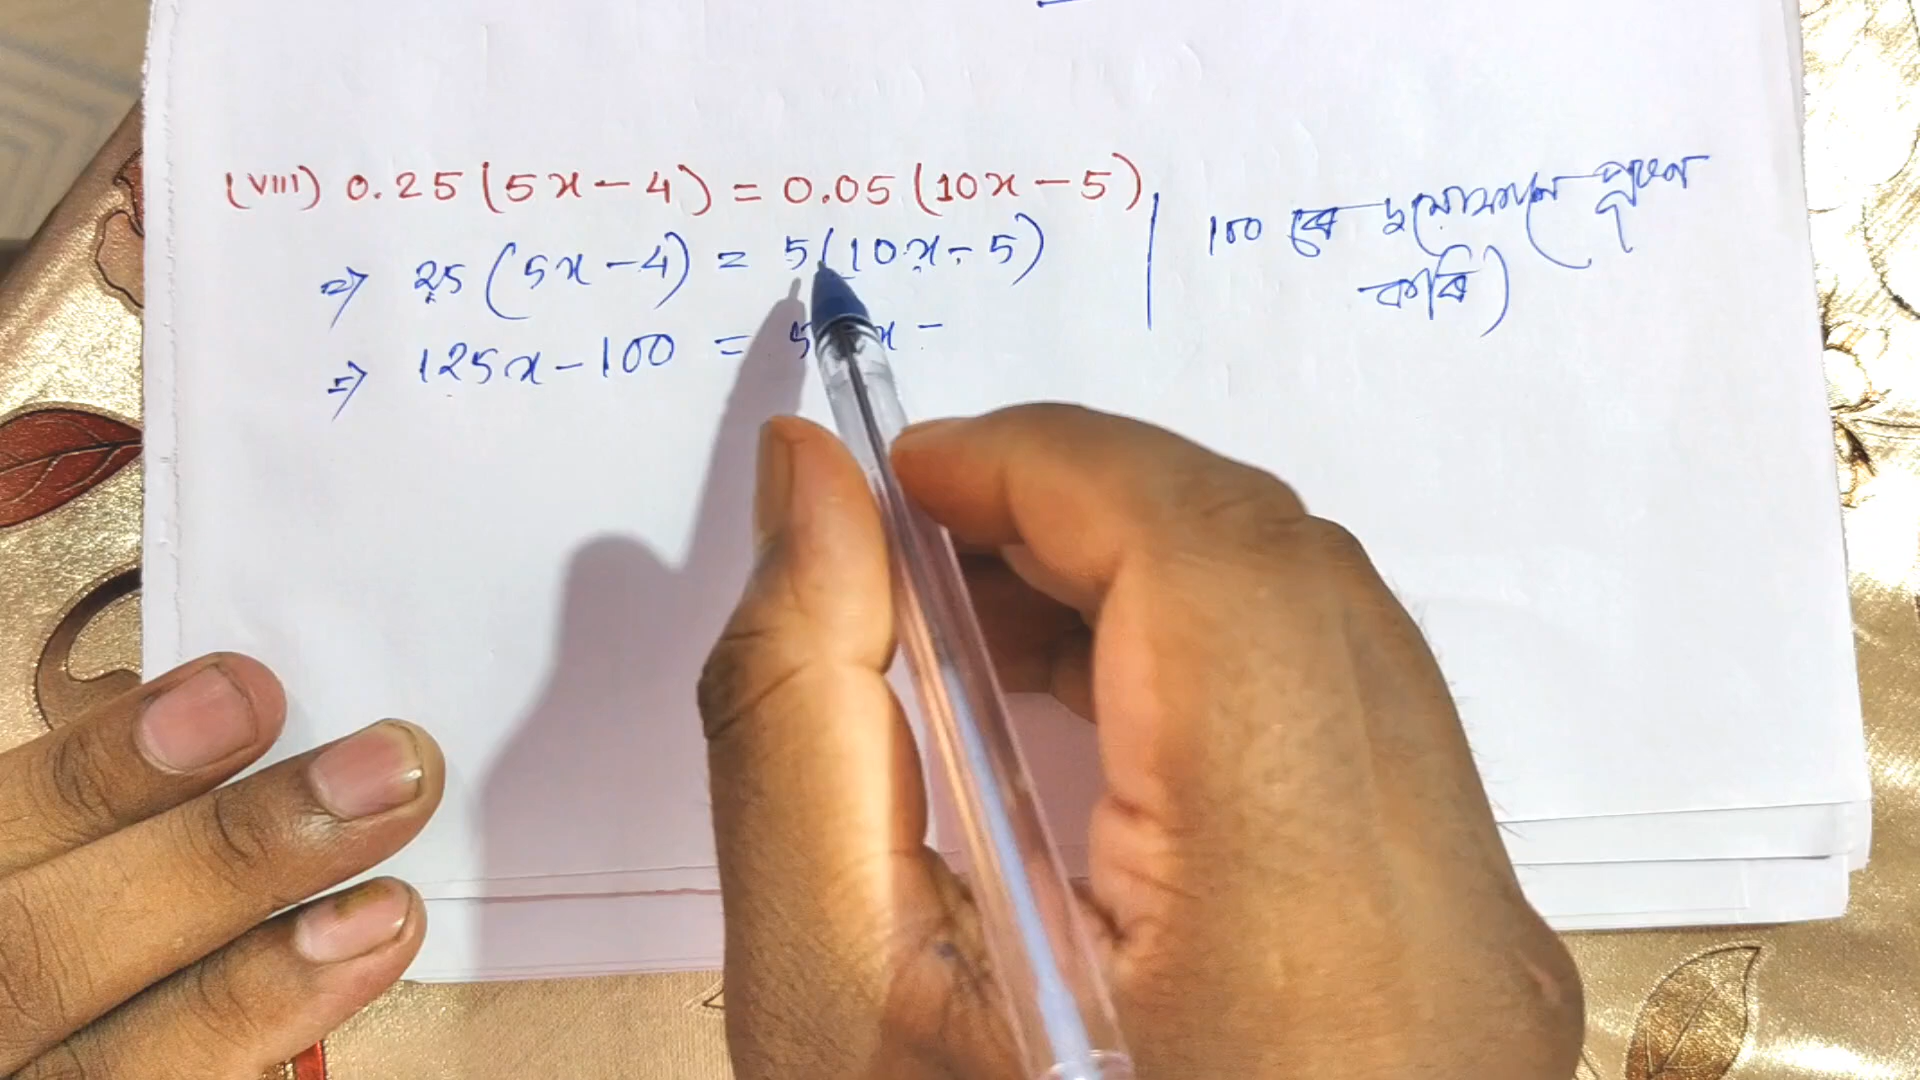 (VIII) 0.25 (5x - 4) = 0.05 (10x - 5)
⇒ 25 (5x - 4) = 5 (10x - 5)
⇒ 125x - 100 = 5 x -
100 ৰে দুয়োফালে পূৰণ
কৰি)